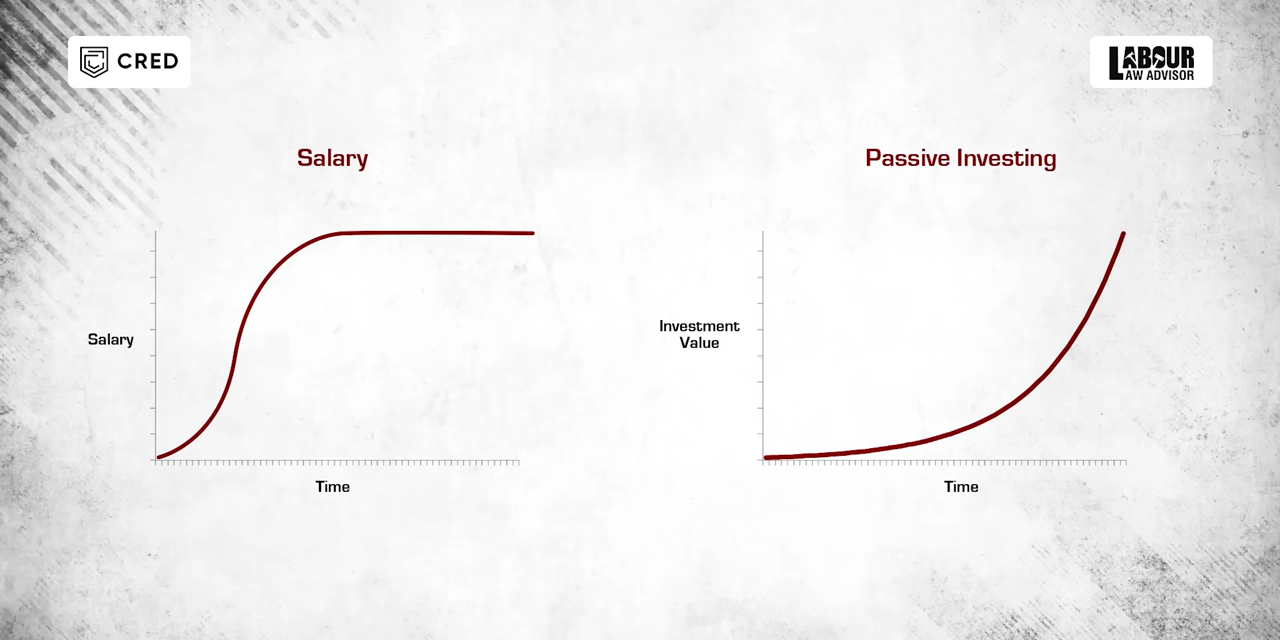 CRED
LABOUR
LAW ADVISOR
Salary
Passive Investing
Salary
Investment
Value
Time
Time